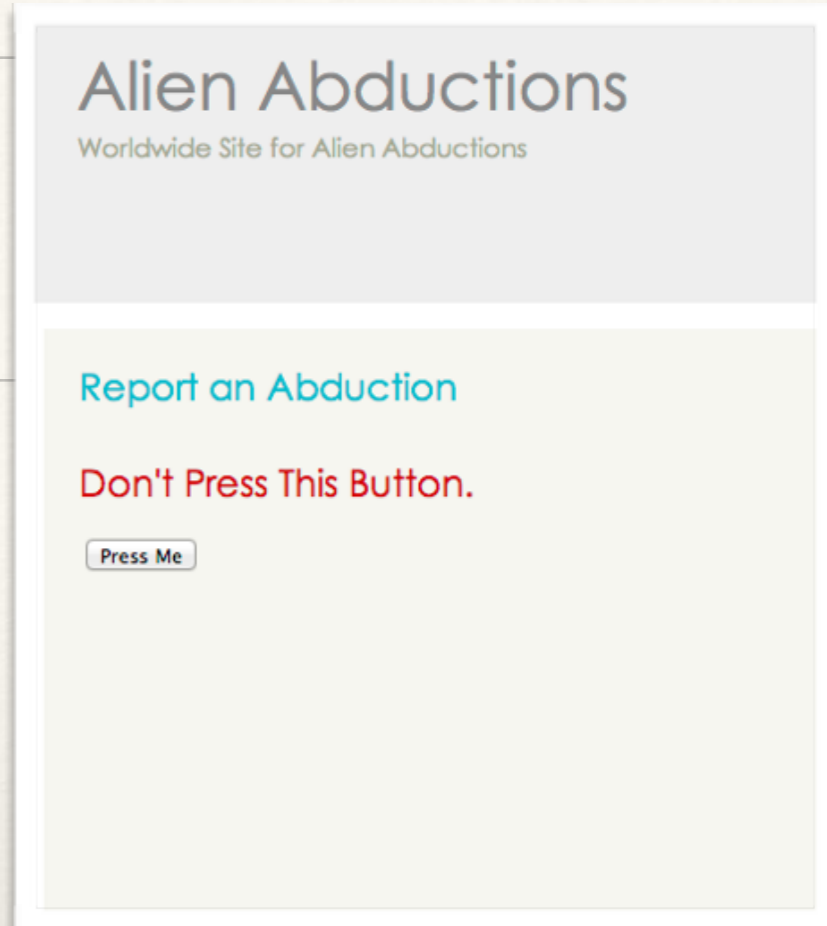 Alien Abductions
Worldwide Site for Alien Abductions
Report an Abduction
Don't Press This Button.
Press Me